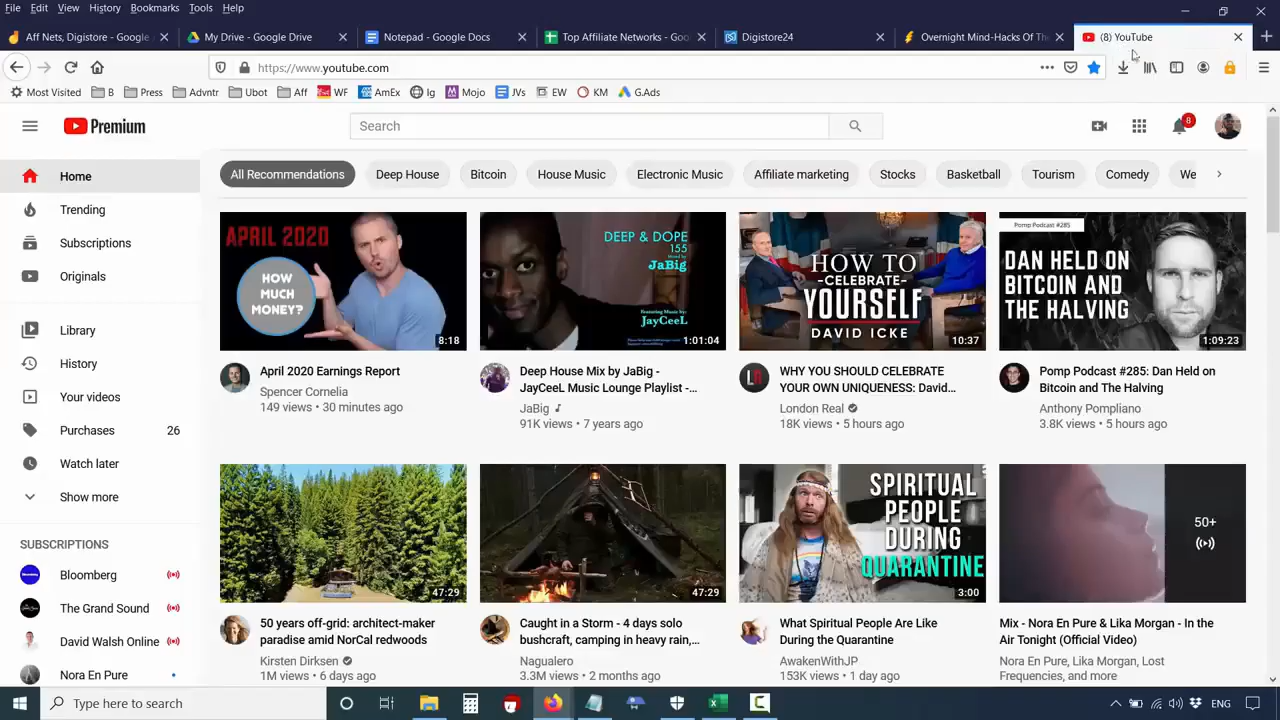 File Edit View History Bookmarks Tools Help
Aff Nets, Digistore - Google
My Drive - Google Drive
Notepad - Google Docs
Top Affiliate Networks - Goo
Digistore24
Overnight Mind-Hacks Of The
(8) YouTube
https://www.youtube.com
Most Visited B Press Advntr Ubot Aff WF AmEx Ig Mojo JVs EW KM G.Ads
Premium
Search
8
All Recommendations Deep House Bitcoin House Music Electronic Music Affiliate marketing Stocks Basketball Tourism Comedy We
Home
Trending
Subscriptions
Originals
Library
History
Your videos
Purchases 26
Watch later
Show more
SUBSCRIPTIONS
Bloomberg
The Grand Sound
David Walsh Online
Nora En Pure
APRIL 2020
HOW
MUCH
MONEY?
8:18
April 2020 Earnings Report
Spencer Cornelia
149 views • 30 minutes ago
DEEP & DOPE
155
Mixed by
JaBig
Featuring Music by
JAYCEEL
1:01:04
Deep House Mix by JaBig -
JayCeeL Music Lounge Playlist -...
JaBig
91K views • 7 years ago
HOW TO
-CELEBRATE-
YOURSELF
DAVID ICKE
10:37
WHY YOU SHOULD CELEBRATE
YOUR OWN UNIQUENESS: David...
London Real
18K views • 5 hours ago
Pomp Podcast #285
DAN HELD ON
BITCOIN AND
THE HALVING
1:09:23
Pomp Podcast #285: Dan Held on
Bitcoin and The Halving
Anthony Pompliano
3.8K views • 5 hours ago
47:29
50 years off-grid: architect-maker
paradise amid NorCal redwoods
Kirsten Dirksen
1M views • 6 days ago
47:29
Caught in a Storm - 4 days solo
bushcraft, camping in heavy rain,...
Nagualero
3.3M views • 2 months ago
SPIRITUAL
PEOPLE
DURING
QUARANTINE
3:00
What Spiritual People Are Like
During the Quarantine
AwakenWithJP
153K views • 1 day ago
50+
Mix - Nora En Pure & Lika Morgan - In the
Air Tonight (Official Video)
Nora En Pure, Lika Morgan, Lost
Frequencies, and more
Type here to search
ENG